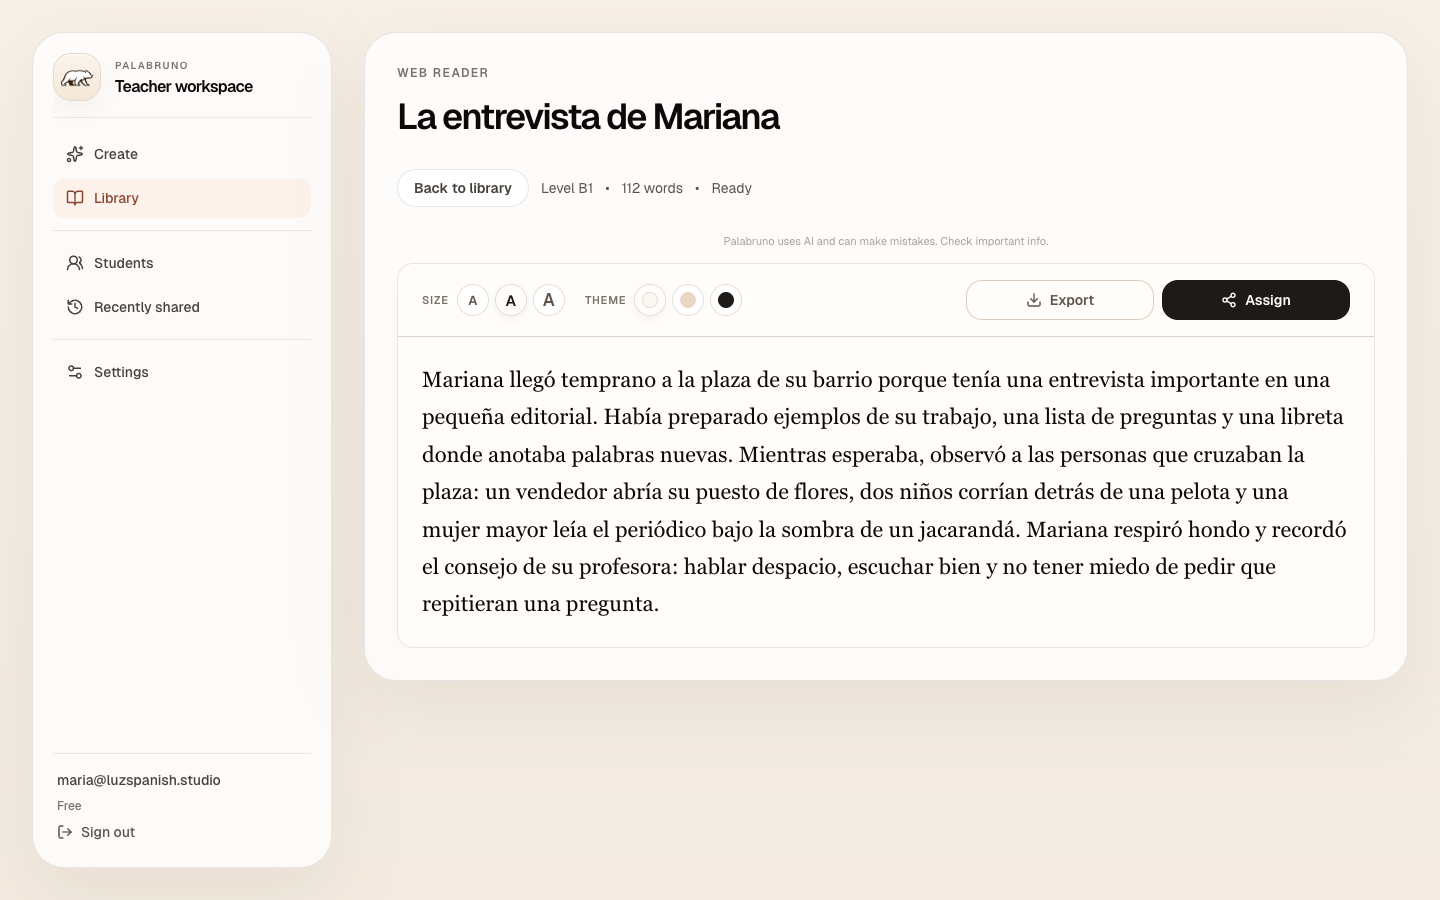 PALABRUNO
Teacher workspace
Create
Library
Students
Recently shared
Settings
maria@luzspanish.studio
Free
Sign out
WEB READER
La entrevista de Mariana
Back to library
Level B1 • 112 words • Ready
Palabruno uses AI and can make mistakes. Check important info.
SIZE A A A THEME
Export
Assign
Mariana llegó temprano a la plaza de su barrio porque tenía una entrevista importante en una
pequeña editorial. Había preparado ejemplos de su trabajo, una lista de preguntas y una libreta
donde anotaba palabras nuevas. Mientras esperaba, observó a las personas que cruzaban la
plaza: un vendedor abría su puesto de flores, dos niños corrían detrás de una pelota y una
mujer mayor leía el periódico bajo la sombra de un jacarandá. Mariana respiró hondo y recordó
el consejo de su profesora: hablar despacio, escuchar bien y no tener miedo de pedir que
repitieran una pregunta.